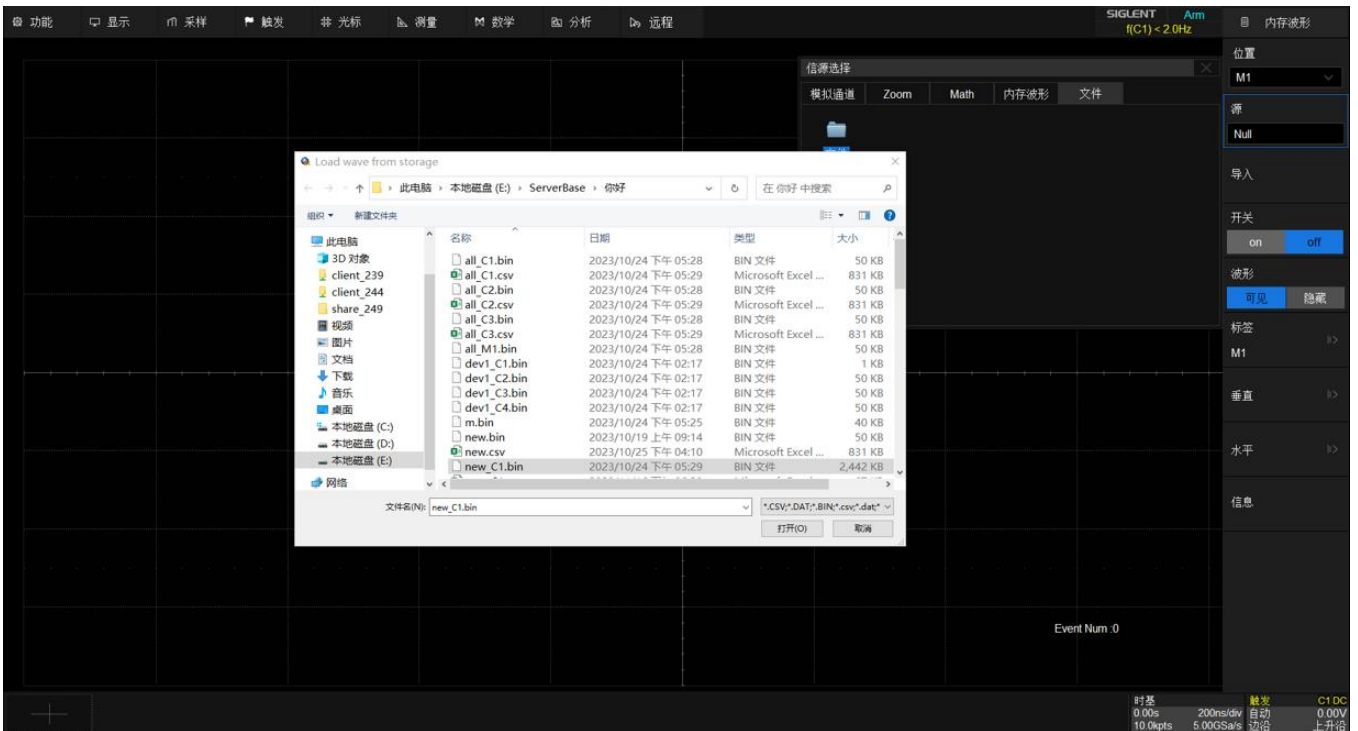 功能 显示 采样 触发 光标 测量 数学 分析 远程
SIGLENT Arm
f(C1) < 2.0Hz
内存波形
信源选择
模拟通道 Zoom Math 内存波形 文件
Load wave from storage
此电脑 › 本地磁盘 (E:) › ServerBase › 你好
在 你好 中搜索
组织 新建文件夹
此电脑
3D 对象
client_239
client_244
share_249
视频
图片
文档
下载
音乐
桌面
本地磁盘 (C:)
本地磁盘 (D:)
本地磁盘 (E:)
网络
名称 日期 类型 大小
all_C1.bin 2023/10/24 下午 05:28 BIN 文件 50 KB
all_C1.csv 2023/10/24 下午 05:29 Microsoft Excel ... 831 KB
all_C2.bin 2023/10/24 下午 05:28 BIN 文件 50 KB
all_C2.csv 2023/10/24 下午 05:29 Microsoft Excel ... 831 KB
all_C3.bin 2023/10/24 下午 05:28 BIN 文件 50 KB
all_C3.csv 2023/10/24 下午 05:29 Microsoft Excel ... 831 KB
all_M1.bin 2023/10/24 下午 05:28 BIN 文件 50 KB
dev1_C1.bin 2023/10/24 下午 02:17 BIN 文件 1 KB
dev1_C2.bin 2023/10/24 下午 02:17 BIN 文件 50 KB
dev1_C3.bin 2023/10/24 下午 02:17 BIN 文件 50 KB
dev1_C4.bin 2023/10/24 下午 02:17 BIN 文件 50 KB
m.bin 2023/10/24 下午 05:25 BIN 文件 40 KB
new.bin 2023/10/19 上午 09:14 BIN 文件 50 KB
new.csv 2023/10/25 下午 04:10 Microsoft Excel ... 831 KB
new_C1.bin 2023/10/24 下午 05:29 BIN 文件 2,442 KB
文件名(N): new_C1.bin
*.CSV;*.DAT;*.BIN;*.csv;*.dat;*
打开(O) 取消
位置
M1
源
Null
导入
开关
on off
波形
可见 隐藏
标签
M1
垂直
水平
信息
Event Num :0
时基
0.00s 200ns/div
10.0kpts 5.00GSa/s
触发 C1 DC
自动 0.00V
边沿 上升沿